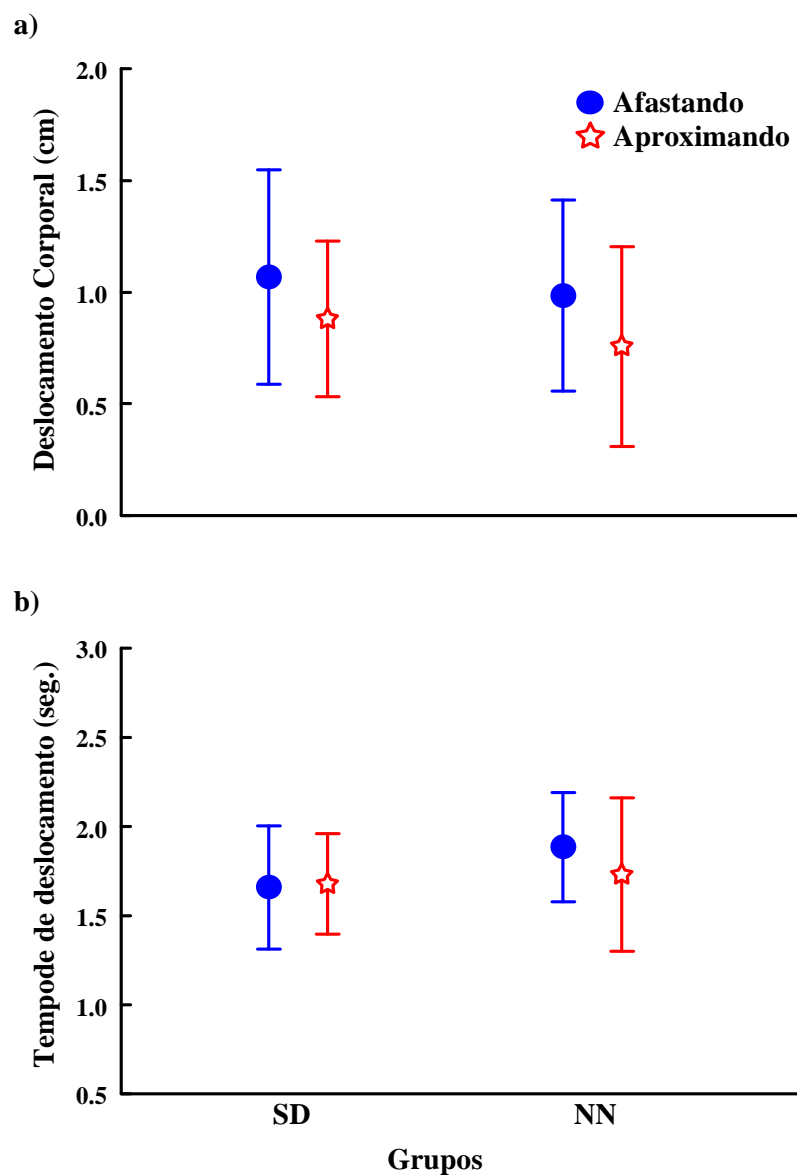 a)
Deslocamento Corporal (cm)
2.0
1.5
1.0
0.5
0.0
Afastando
Aproximando
b)
Tempode de deslocamento (seg.)
3.0
2.5
2.0
1.5
1.0
0.5
SD NN
Grupos